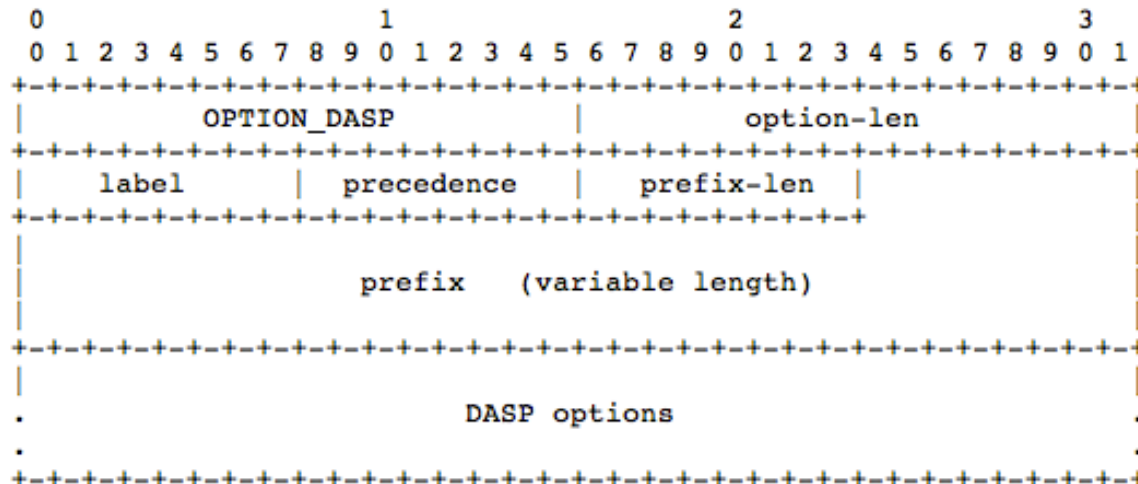 0                   1                   2                   3
0 1 2 3 4 5 6 7 8 9 0 1 2 3 4 5 6 7 8 9 0 1 2 3 4 5 6 7 8 9 0 1
+-+-+-+-+-+-+-+-+-+-+-+-+-+-+-+-+-+-+-+-+-+-+-+-+-+-+-+-+-+-+-+-+
|          OPTION_DASP          |         option-len            |
+-+-+-+-+-+-+-+-+-+-+-+-+-+-+-+-+-+-+-+-+-+-+-+-+-+-+-+-+-+-+-+-+
|    label      |  precedence   |   prefix-len  |               |
+-+-+-+-+-+-+-+-+-+-+-+-+-+-+-+-+-+-+-+-+-+-+-+-+               |
|                                                               |
|                   prefix   (variable length)                  |
|                                                               |
+-+-+-+-+-+-+-+-+-+-+-+-+-+-+-+-+-+-+-+-+-+-+-+-+-+-+-+-+-+-+-+-+
|                                                               |
.                         DASP options                          .
.                                                               .
+-+-+-+-+-+-+-+-+-+-+-+-+-+-+-+-+-+-+-+-+-+-+-+-+-+-+-+-+-+-+-+-+